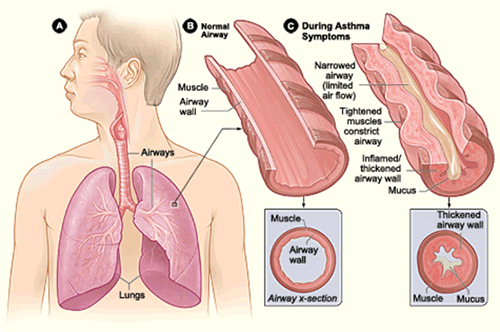 A
Airways
Lungs
B Normal
Airway
Muscle
Airway
wall
Muscle
Airway
wall
Airway x-section
C During Asthma
Symptoms
Narrowed
airway
(limited
air flow)
Tightened
muscles
constrict
airway
Inflamed/
thickened
airway wall
Mucus
Thickened
airway wall
Muscle
Mucus